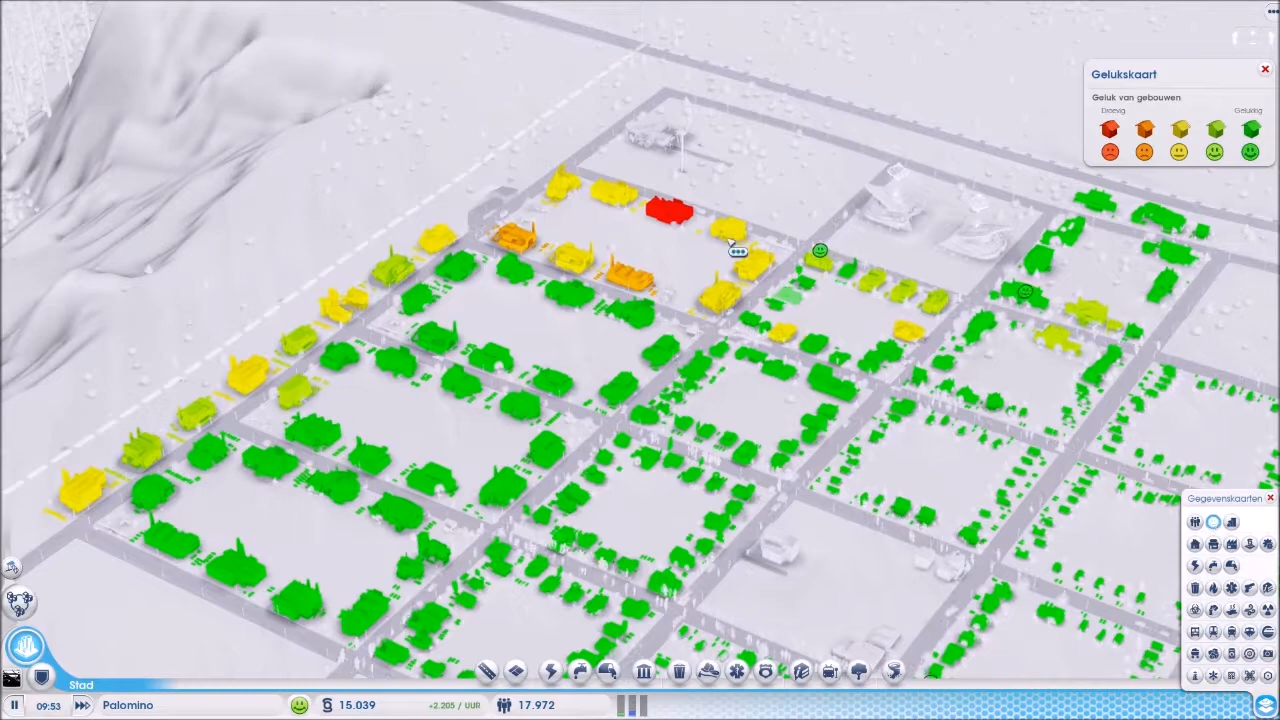 Gelukskaart
Geluk van gebouwen
Droevig Gelukkig
Gegevenskaarten
Stad
09:53 Palomino 15.039 +2.205 / UUR 17.972